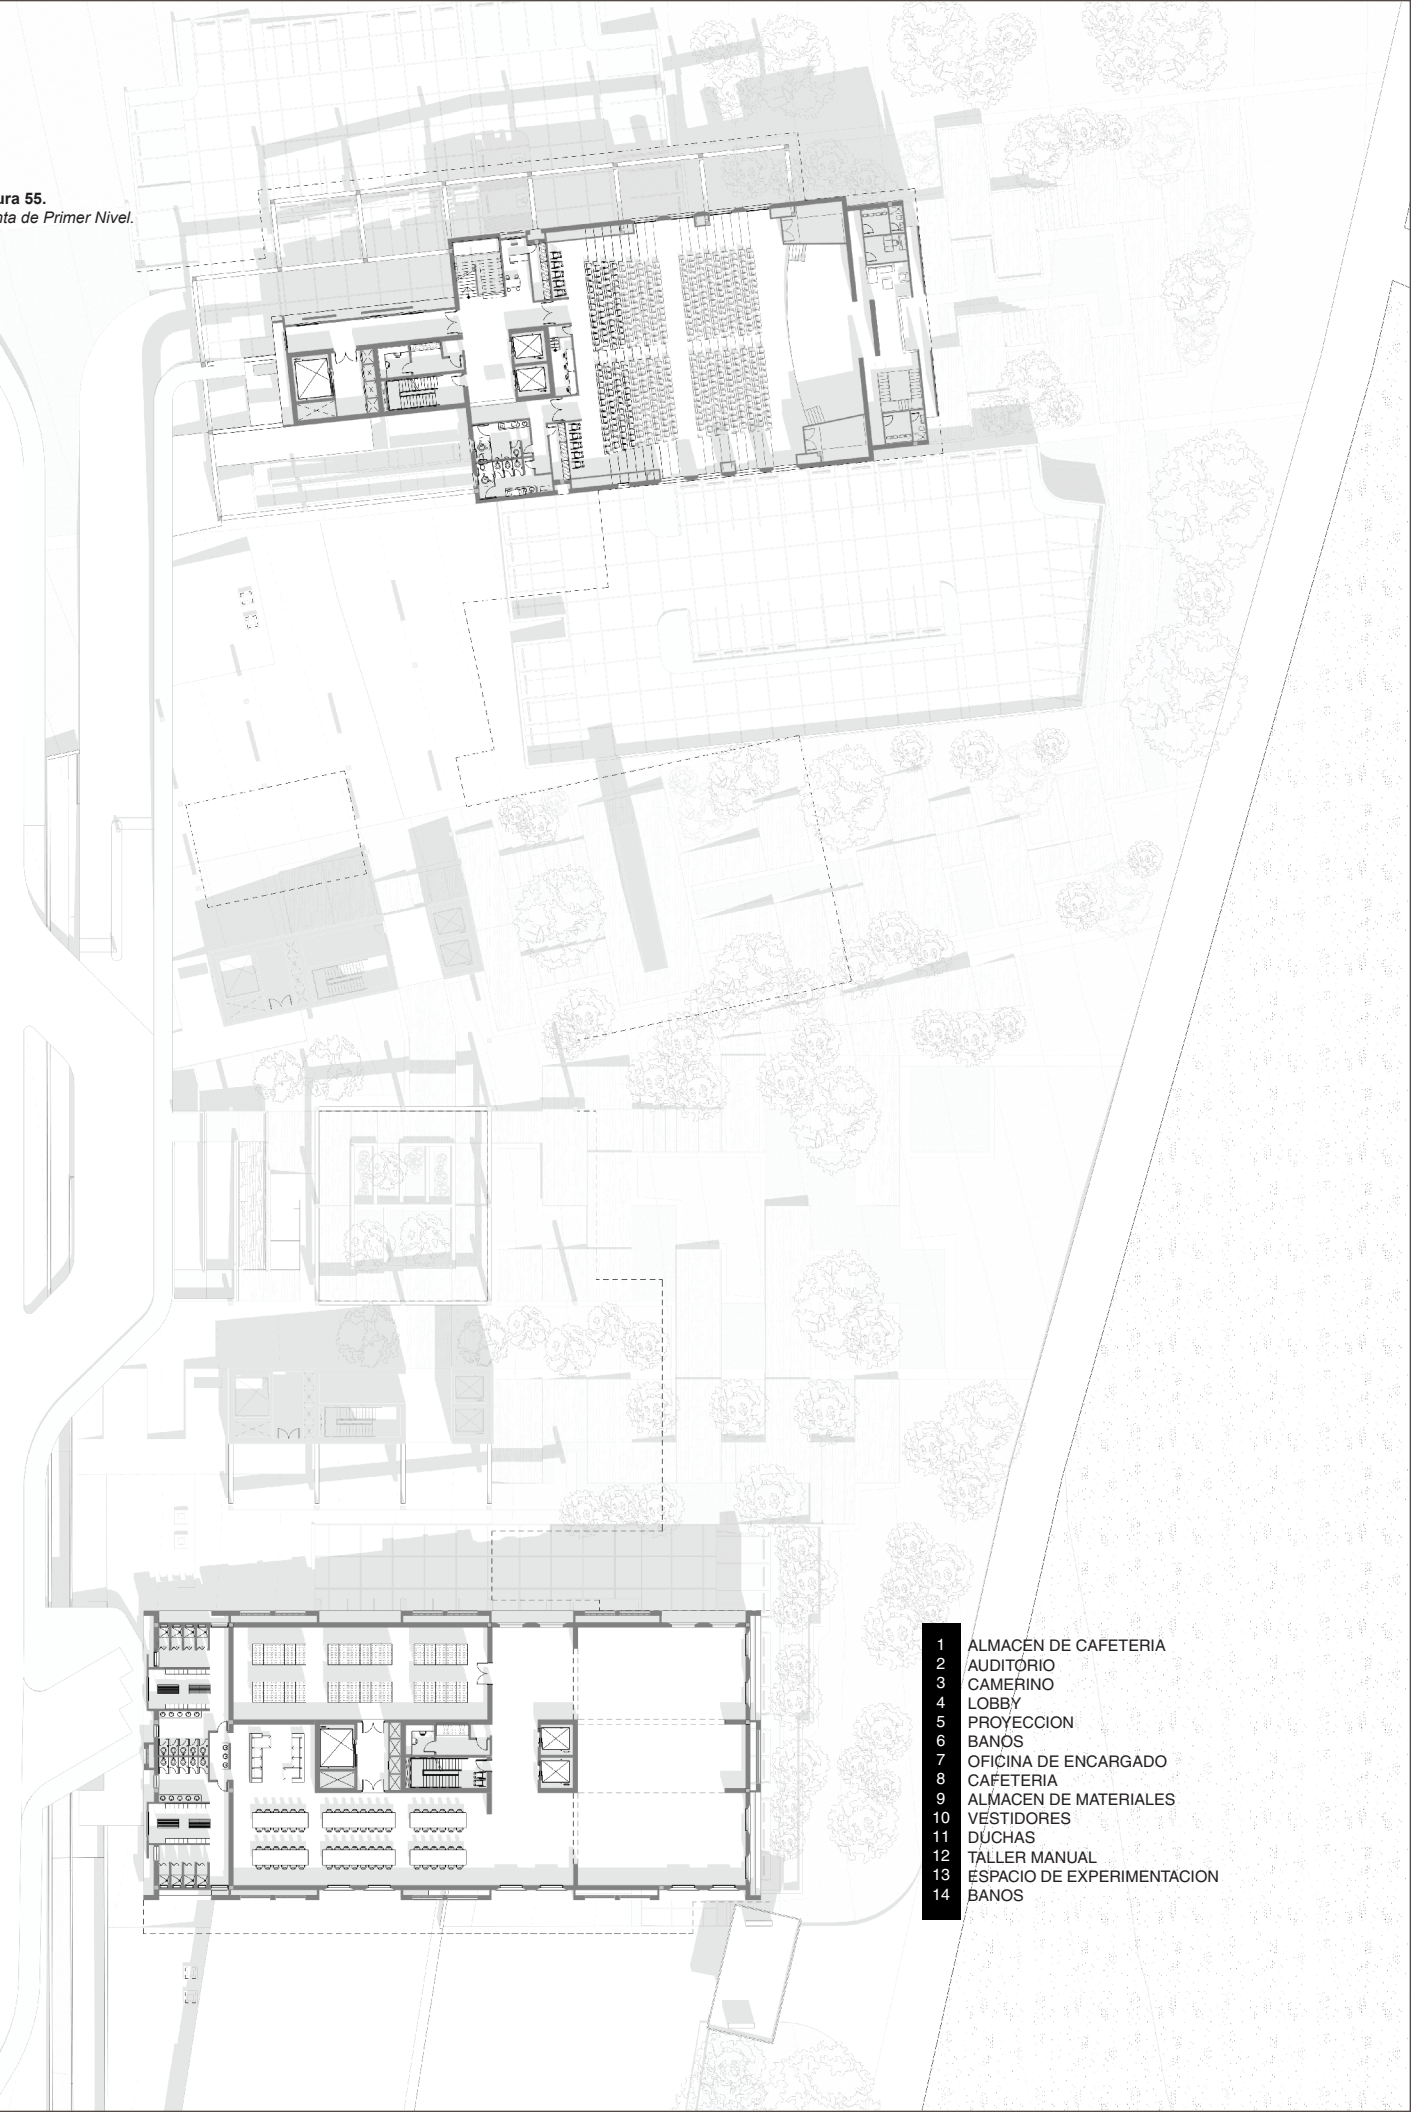 ura 55.
nta de Primer Nivel.
1 ALMACEN DE CAFETERIA
2 AUDITORIO
3 CAMERINO
4 LOBBY
5 PROYECCION
6 BANOS
7 OFICINA DE ENCARGADO
8 CAFETERIA
9 ALMACEN DE MATERIALES
10 VESTIDORES
11 DUCHAS
12 TALLER MANUAL
13 ESPACIO DE EXPERIMENTACION
14 BANOS